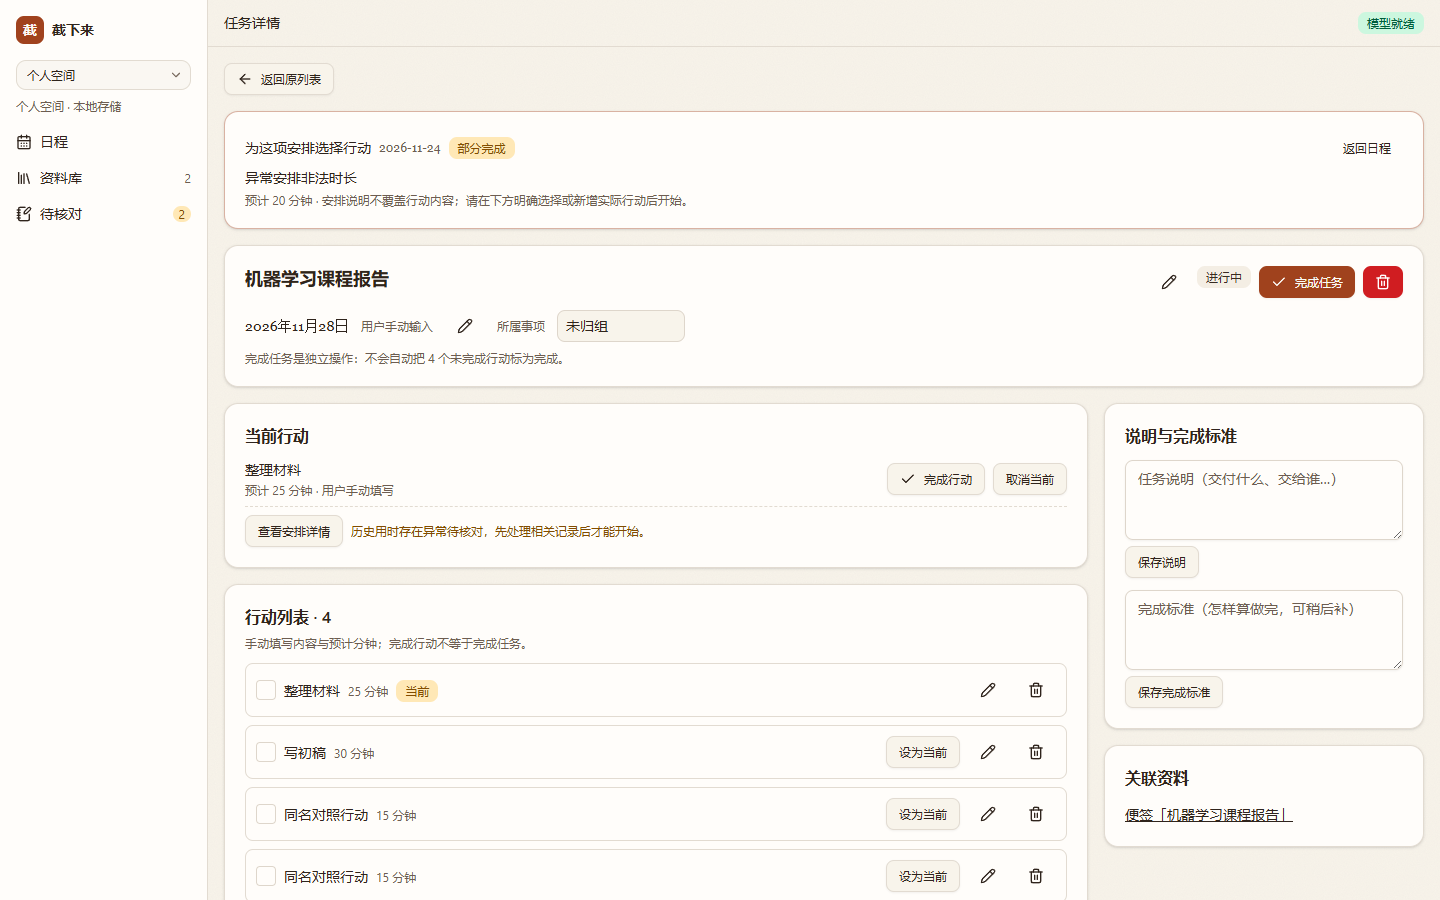 截 截下来
个人空间
个人空间 · 本地存储
日程
资料库 2
待核对 2
任务详情
模型就绪
返回原列表
为这项安排选择行动 2026-11-24 部分完成
返回日程
异常安排非法时长
预计 20 分钟 · 安排说明不覆盖行动内容；请在下方明确选择或新增实际行动后开始。
机器学习课程报告
进行中 完成任务
2026年11月28日 用户手动输入 所属事项 未归组
完成任务是独立操作：不会自动把 4 个未完成行动标为完成。
当前行动
整理材料
预计 25 分钟 · 用户手动填写
完成行动 取消当前
查看安排详情 历史用时存在异常待核对，先处理相关记录后才能开始。
行动列表 · 4
手动填写内容与预计分钟；完成行动不等于完成任务。
整理材料 25 分钟 当前
写初稿 30 分钟 设为当前
同名对照行动 15 分钟 设为当前
同名对照行动 15 分钟 设为当前
说明与完成标准
任务说明（交付什么、交给谁...）
保存说明
完成标准（怎样算做完，可稍后补）
保存完成标准
关联资料
便签「机器学习课程报告」